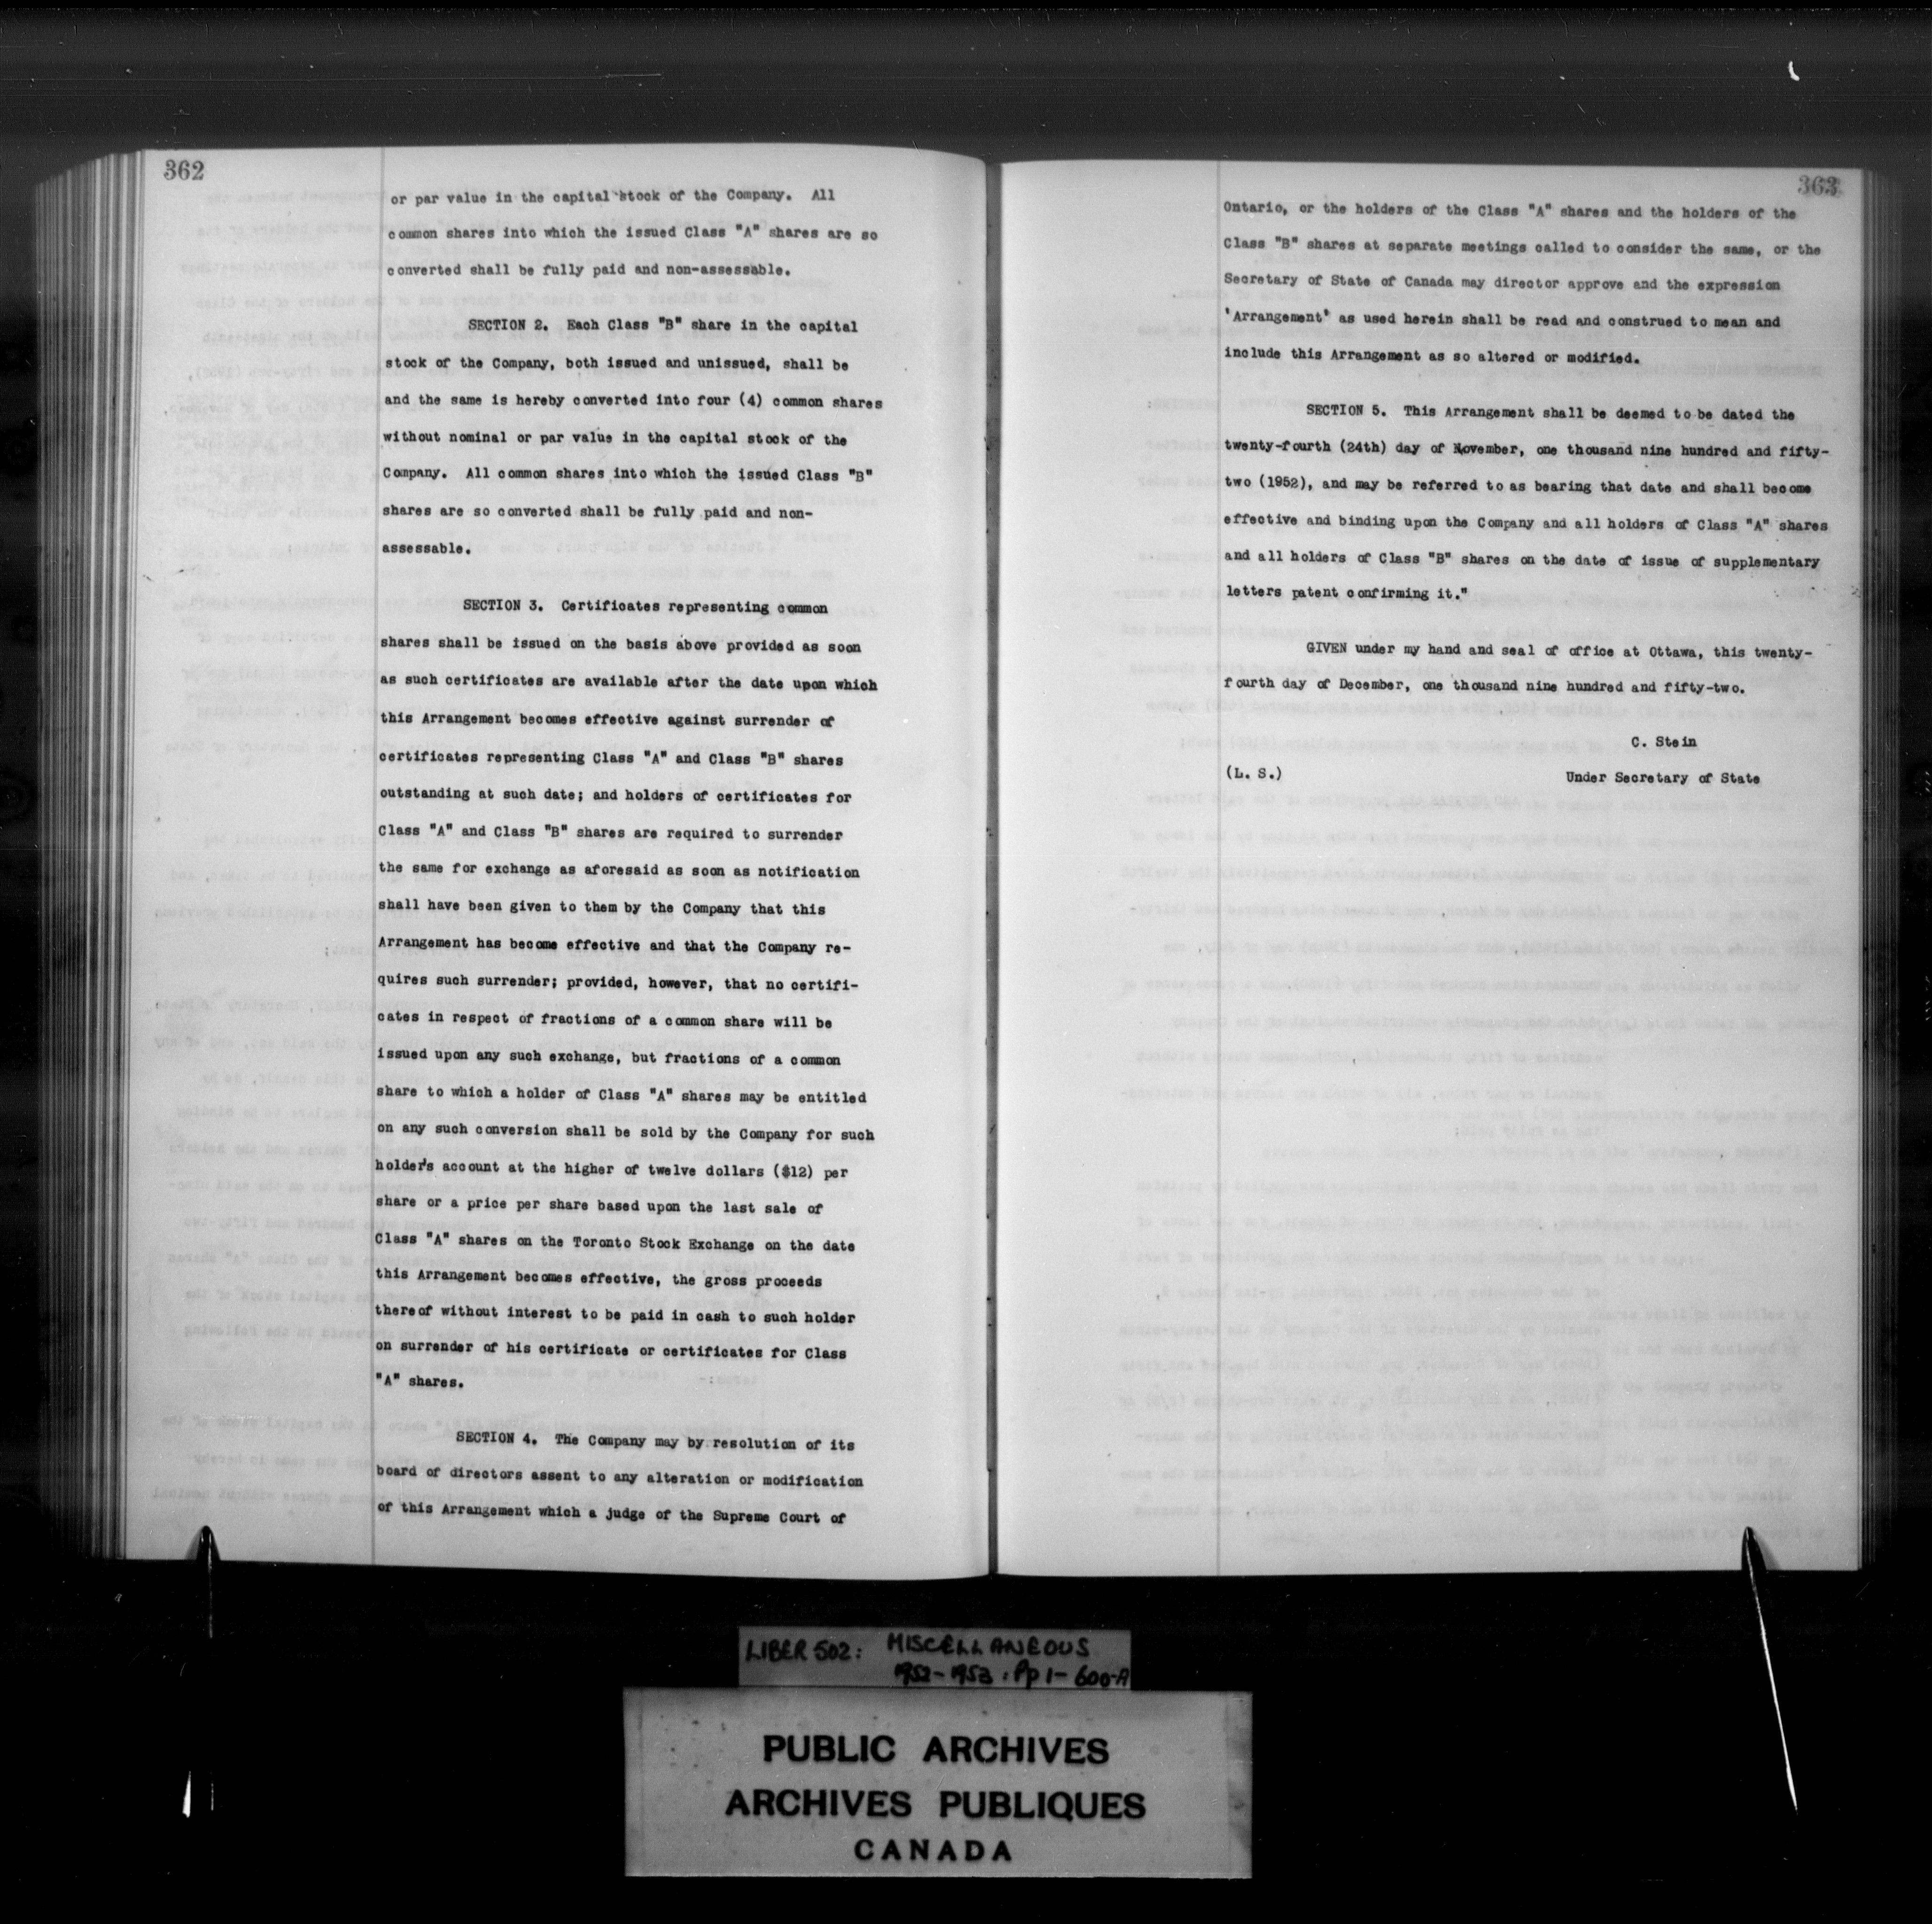 362
or par value in the capital stock of the Company. All
common shares into which the issued Class "A" shares are so
converted shall be fully paid and non-assessable.
SECTION 2. Each Class "B" share in the capital
stock of the Company, both issued and unissued, shall be
and the same is hereby converted into four (4) common shares
without nominal or par value in the capital stock of the
Company. All common shares into which the issued Class "B"
shares are so converted shall be fully paid and non-
assessable.
SECTION 3. Certificates representing common
shares shall be issued on the basis above provided as soon
as such certificates are available after the date upon which
this Arrangement becomes effective against surrender of
certificates representing Class "A" and Class "B" shares
outstanding at such date; and holders of certificates for
Class "A" and Class "B" shares are required to surrender
the same for exchange as aforesaid as soon as notification
shall have been given to them by the Company that this
Arrangement has become effective and that the Company re-
quires such surrender; provided, however, that no certifi-
cates in respect of fractions of a common share will be
issued upon any such exchange, but fractions of a common
share to which a holder of Class "A" shares may be entitled
on any such conversion shall be sold by the Company for such
holder's account at the higher of twelve dollars ($12) per
share or a price per share based upon the last sale of
Class "A" shares on the Toronto Stock Exchange on the date
this Arrangement becomes effective, the gross proceeds
thereof without interest to be paid in cash to such holder
on surrender of his certificate or certificates for Class
"A" shares.
SECTION 4. The Company may by resolution of its
board of directors assent to any alteration or modification
of this Arrangement which a judge of the Supreme Court of
363
Ontario, or the holders of the Class "A" shares and the holders of the
Class "B" shares at separate meetings called to consider the same, or the
Secretary of State of Canada may director approve and the expression
'Arrangement' as used herein shall be read and construed to mean and
include this Arrangement as so altered or modified.
SECTION 5. This Arrangement shall be deemed to be dated the
twenty-fourth (24th) day of November, one thousand nine hundred and fifty-
two (1952), and may be referred to as bearing that date and shall become
effective and binding upon the Company and all holders of Class "A" shares
and all holders of Class "B" shares on the date of issue of supplementary
letters patent confirming it."
GIVEN under my hand and seal of office at Ottawa, this twenty-
fourth day of December, one thousand nine hundred and fifty-two.
C. Stein
(L. S.) Under Secretary of State
LIBER 502: MISCELLANEOUS
1952-1953: Pp 1-600-A
PUBLIC ARCHIVES
ARCHIVES PUBLIQUES
CANADA